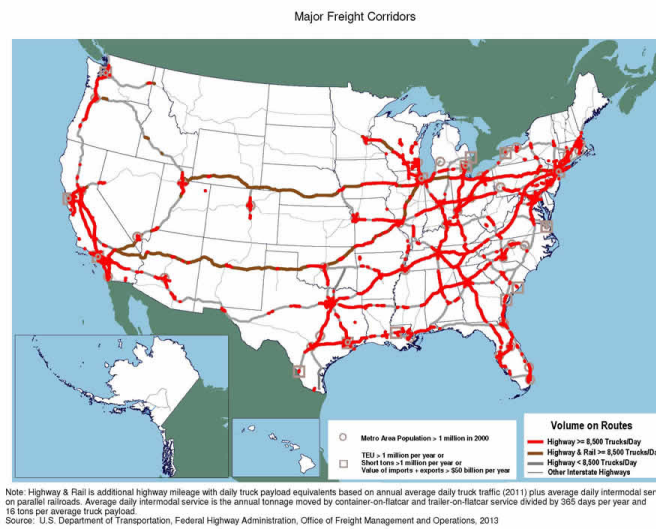 Major Freight Corridors
Metro Area Population > 1 million in 2000
TEU > 1 million per year or
Short tons >1 million per year or
Value of imports + exports > $50 billion per year
Volume on Routes
Highway >= 8,500 Trucks/Day
Highway & Rail >= 8,500 Trucks/Da
Highway < 8,500 Trucks/Day
Other Interstate Highways
Note: Highway & Rail is additional highway mileage with daily truck payload equivalents based on annual average daily truck traffic (2011) plus average daily intermodal ser
on parallel railroads. Average daily intermodal service is the annual tonnage moved by container-on-flatcar and trailer-on-flatcar service divided by 365 days per year and
16 tons per average truck payload.
Source: U.S. Department of Transportation, Federal Highway Administration, Office of Freight Management and Operations, 2013